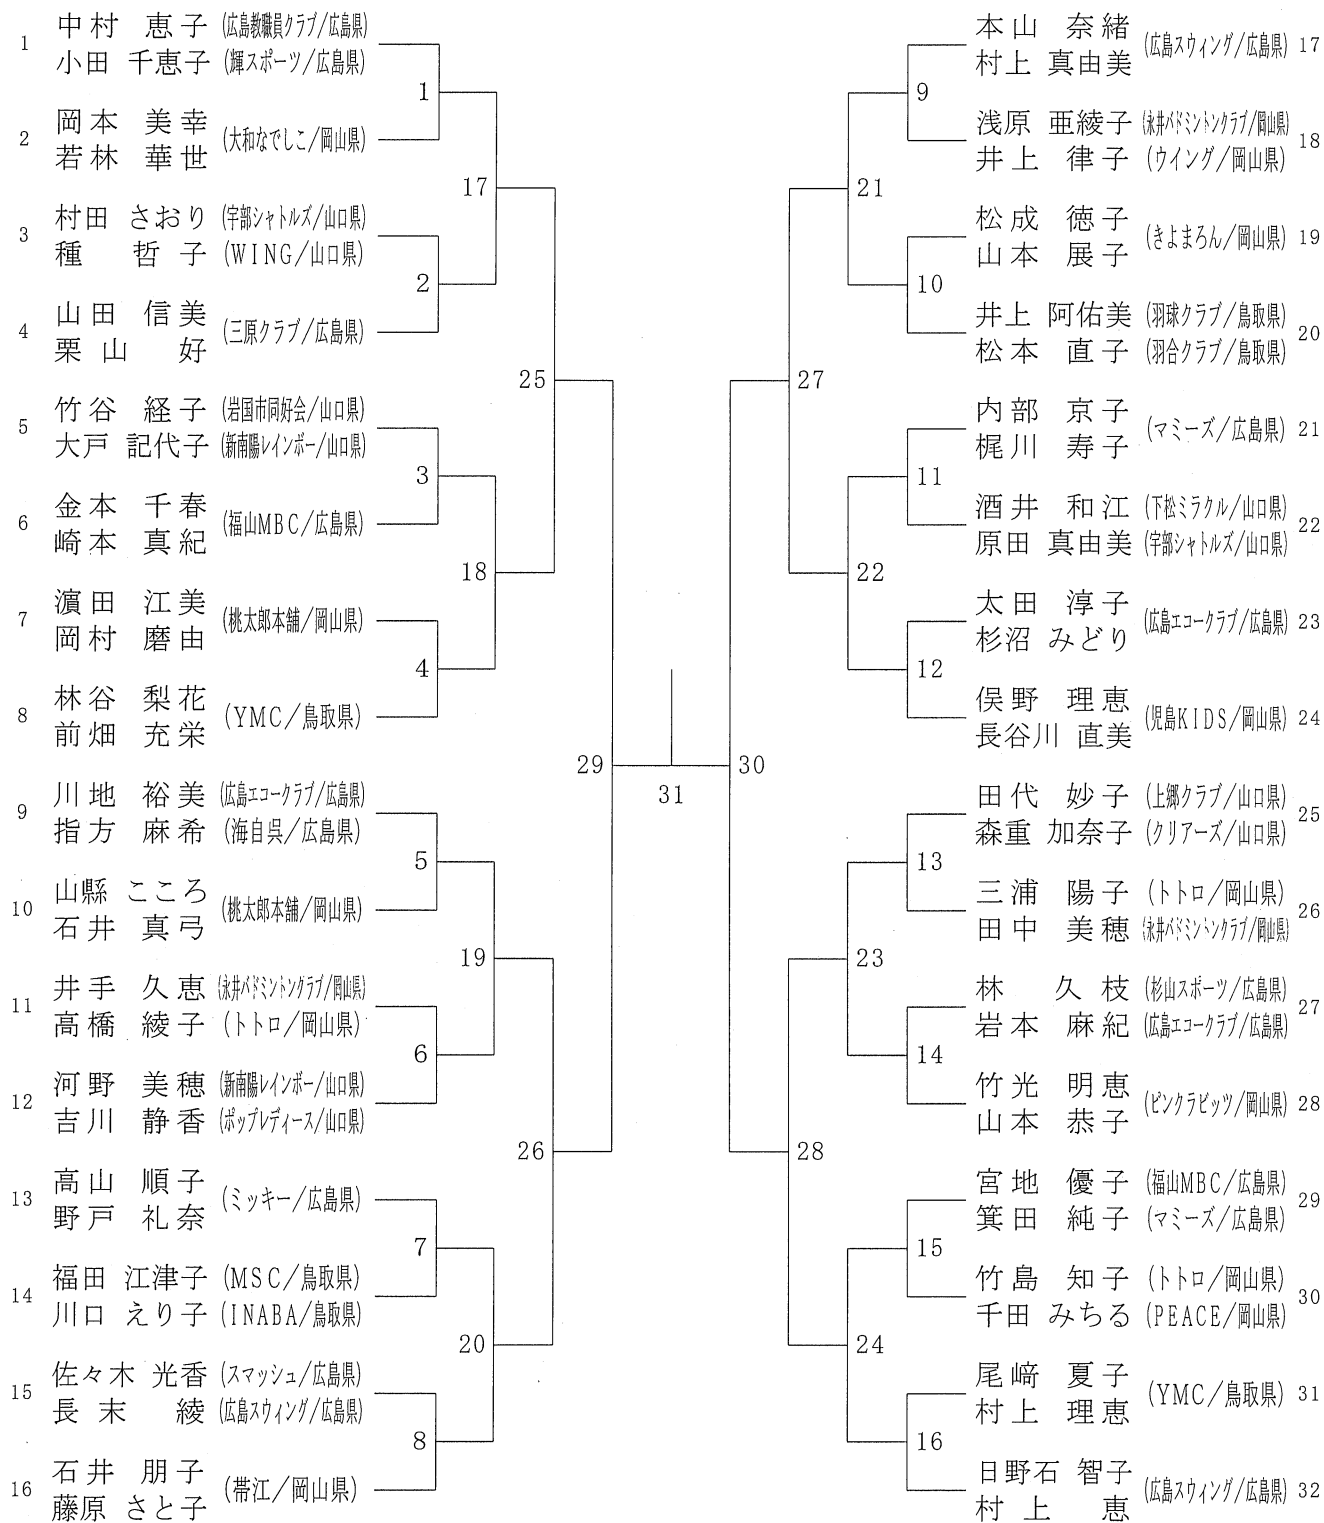 1
中村 恵子 (広島教職員クラブ/広島県)
小田 千恵子 (輝スポーツ/広島県)
1
2
岡本 美幸
若林 華世
(大和なでしこ/岡山県)
17
3
村田 さおり (宇部シャトルズ/山口県)
種 哲子 (WING/山口県)
2
4
山田 信美
栗山 好
(三原クラブ/広島県)
25
5
竹谷 経子 (岩国市同好会/山口県)
大戸 記代子 (新南陽レインボー/山口県)
3
6
金本 千春
崎本 真紀
(福山MBC/広島県)
18
7
濵田 江美
岡村 磨由
(桃太郎本舗/岡山県)
4
8
林谷 梨花
前畑 充栄
(YMC/鳥取県)
29
9
川地 裕美 (広島エコークラブ/広島県)
指方 麻希 (海自呉/広島県)
5
10
山縣 こころ
石井 真弓
(桃太郎本舗/岡山県)
19
11
井手 久恵 (永井バドミントンクラブ/岡山県)
高橋 綾子 (トトロ/岡山県)
6
12
河野 美穂 (新南陽レインボー/山口県)
吉川 静香 (ポップレディース/山口県)
26
13
高山 順子
野戸 礼奈
(ミッキー/広島県)
7
14
福田 江津子 (MSC/鳥取県)
川口 えり子 (INABA/鳥取県)
20
15
佐々木 光香 (スマッシュ/広島県)
長末 綾 (広島スウィング/広島県)
8
16
石井 朋子
藤原 さと子
(帯江/岡山県)
31
本山 奈緒
村上 真由美
(広島スウィング/広島県) 17
9
浅原 亜綾子 (永井バドミントンクラブ/岡山県)
井上 律子 (ウイング/岡山県)
18
21
松成 徳子
山本 展子
(きよまろん/岡山県) 19
10
井上 阿佑美 (羽球クラブ/鳥取県)
松本 直子 (羽合クラブ/鳥取県)
20
27
内部 京子
梶川 寿子
(マミーズ/広島県) 21
11
酒井 和江 (下松ミラクル/山口県)
原田 真由美 (宇部シャトルズ/山口県)
22
22
太田 淳子
杉沼 みどり
(広島エコークラブ/広島県) 23
12
俣野 理恵
長谷川 直美
(児島KIDS/岡山県) 24
30
田代 妙子 (上郷クラブ/山口県)
森重 加奈子 (クリアーズ/山口県)
25
13
三浦 陽子 (トトロ/岡山県)
田中 美穂 (永井バドミントンクラブ/岡山県)
26
23
林 久枝 (杉山スポーツ/広島県)
岩本 麻紀 (広島エコークラブ/広島県)
27
14
竹光 明恵
山本 恭子
(ピンクラビッツ/岡山県) 28
28
宮地 優子 (福山MBC/広島県)
箕田 純子 (マミーズ/広島県)
29
15
竹島 知子 (トトロ/岡山県)
千田 みちる (PEACE/岡山県)
30
24
尾﨑 夏子
村上 理恵
(YMC/鳥取県) 31
16
日野石 智子
村上 恵
(広島スウィング/広島県) 32